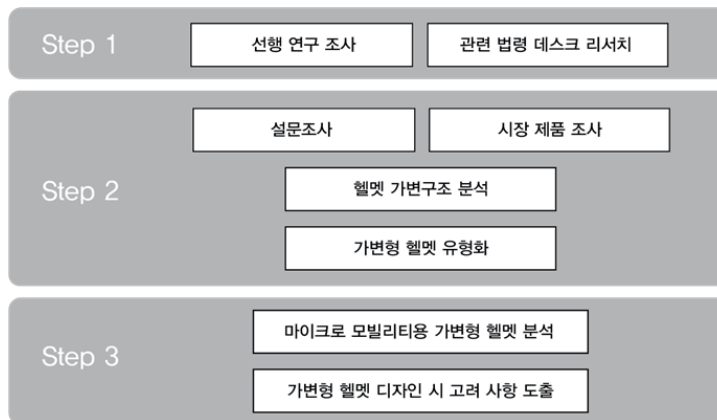 Step 1
선행 연구 조사
관련 법령 데스크 리서치
Step 2
설문조사
시장 제품 조사
헬멧 가변구조 분석
가변형 헬멧 유형화
Step 3
마이크로 모빌리티용 가변형 헬멧 분석
가변형 헬멧 디자인 시 고려 사항 도출